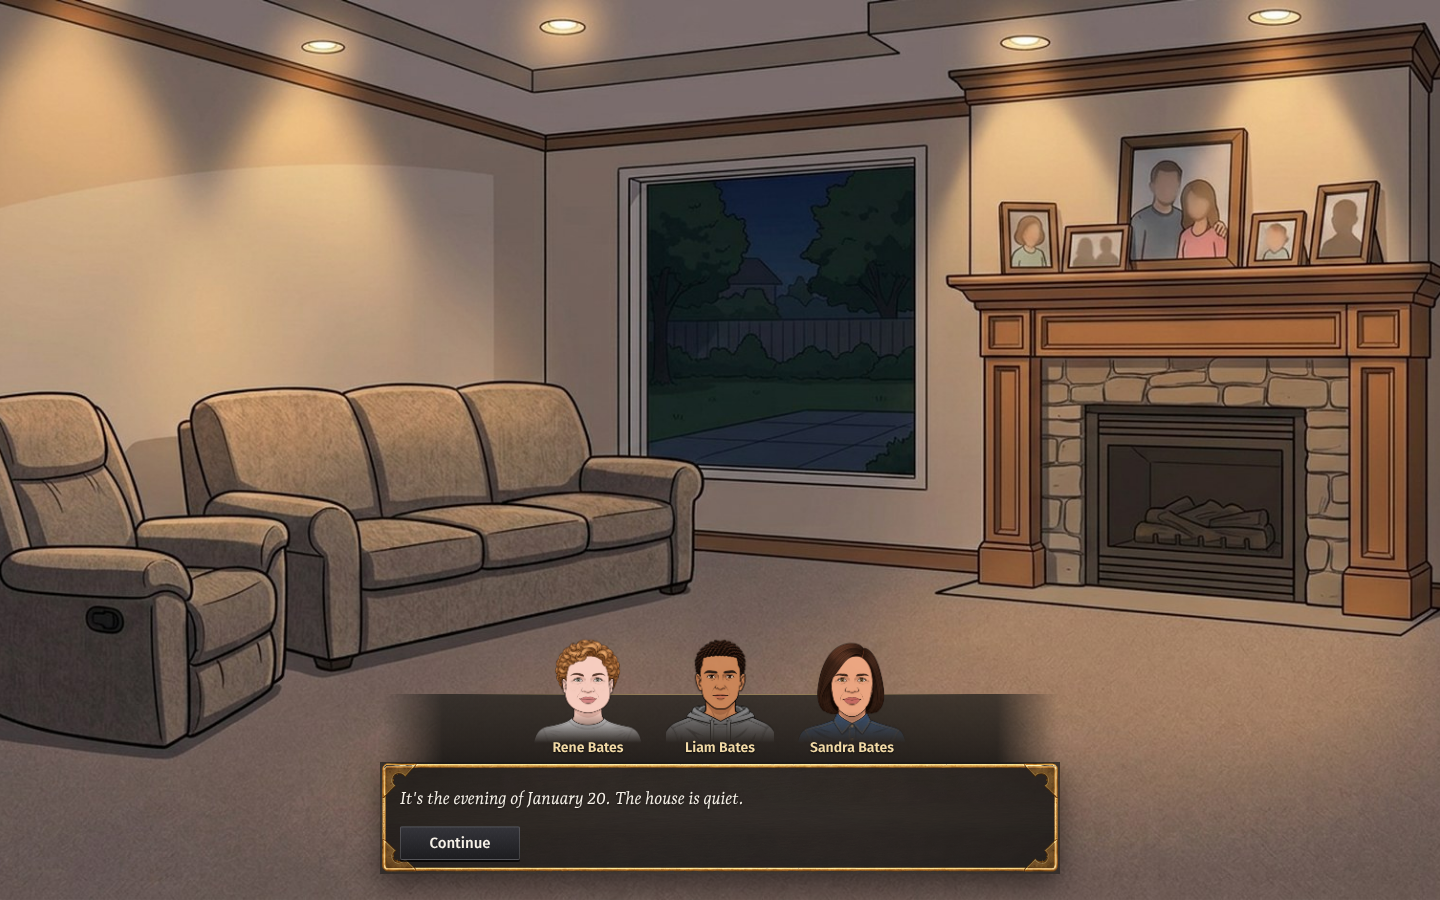 Rene Bates
Liam Bates
Sandra Bates
It's the evening of January 20. The house is quiet.
Continue